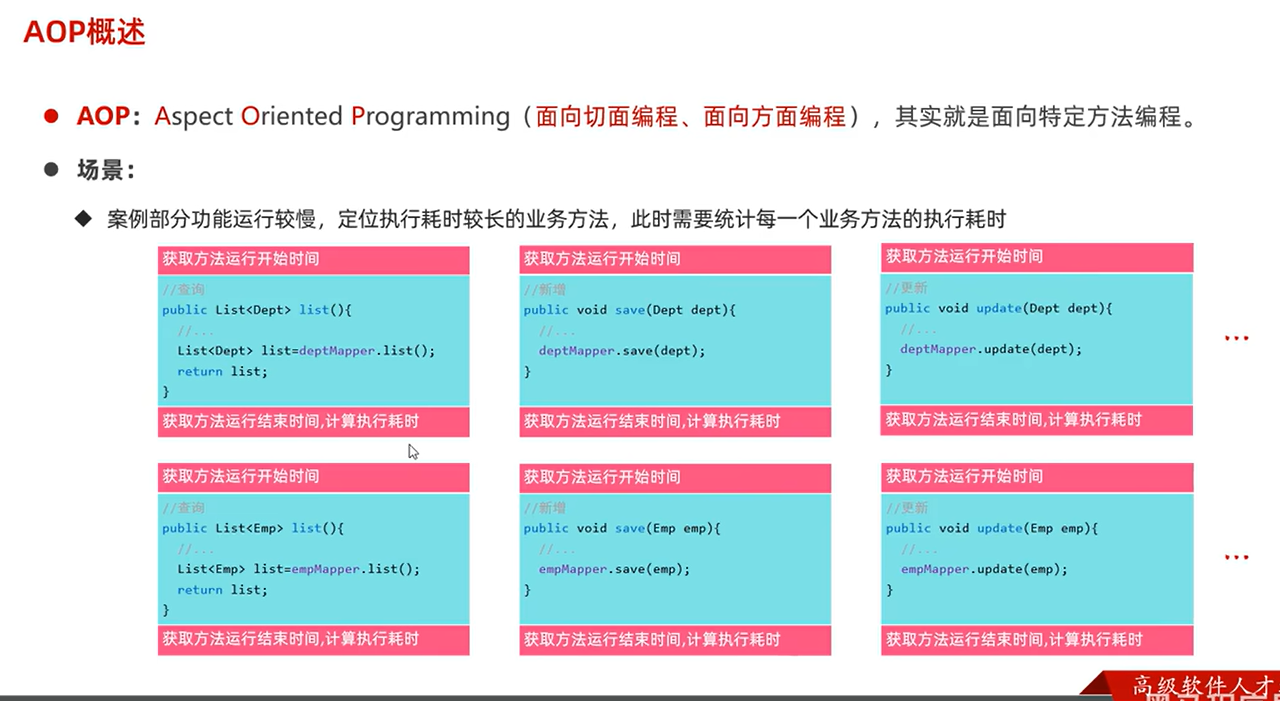 AOP概述
AOP：Aspect Oriented Programming（面向切面编程、面向方面编程），其实就是面向特定方法编程。
场景：
案例部分功能运行较慢，定位执行耗时较长的业务方法，此时需要统计每一个业务方法的执行耗时
获取方法运行开始时间
//查询
public List<Dept> list(){
//...
List<Dept> list=deptMapper.list();
return list;
}
获取方法运行结束时间,计算执行耗时
获取方法运行开始时间
//新增
public void save(Dept dept){
//...
deptMapper.save(dept);
}
获取方法运行结束时间,计算执行耗时
获取方法运行开始时间
//更新
public void update(Dept dept){
//...
deptMapper.update(dept);
}
获取方法运行结束时间,计算执行耗时
...
获取方法运行开始时间
//查询
public List<Emp> list(){
//...
List<Emp> list=empMapper.list();
return list;
}
获取方法运行结束时间,计算执行耗时
获取方法运行开始时间
//新增
public void save(Emp emp){
//...
empMapper.save(emp);
}
获取方法运行结束时间,计算执行耗时
获取方法运行开始时间
//更新
public void update(Emp emp){
//...
empMapper.update(emp);
}
获取方法运行结束时间,计算执行耗时
...
高级软件人才